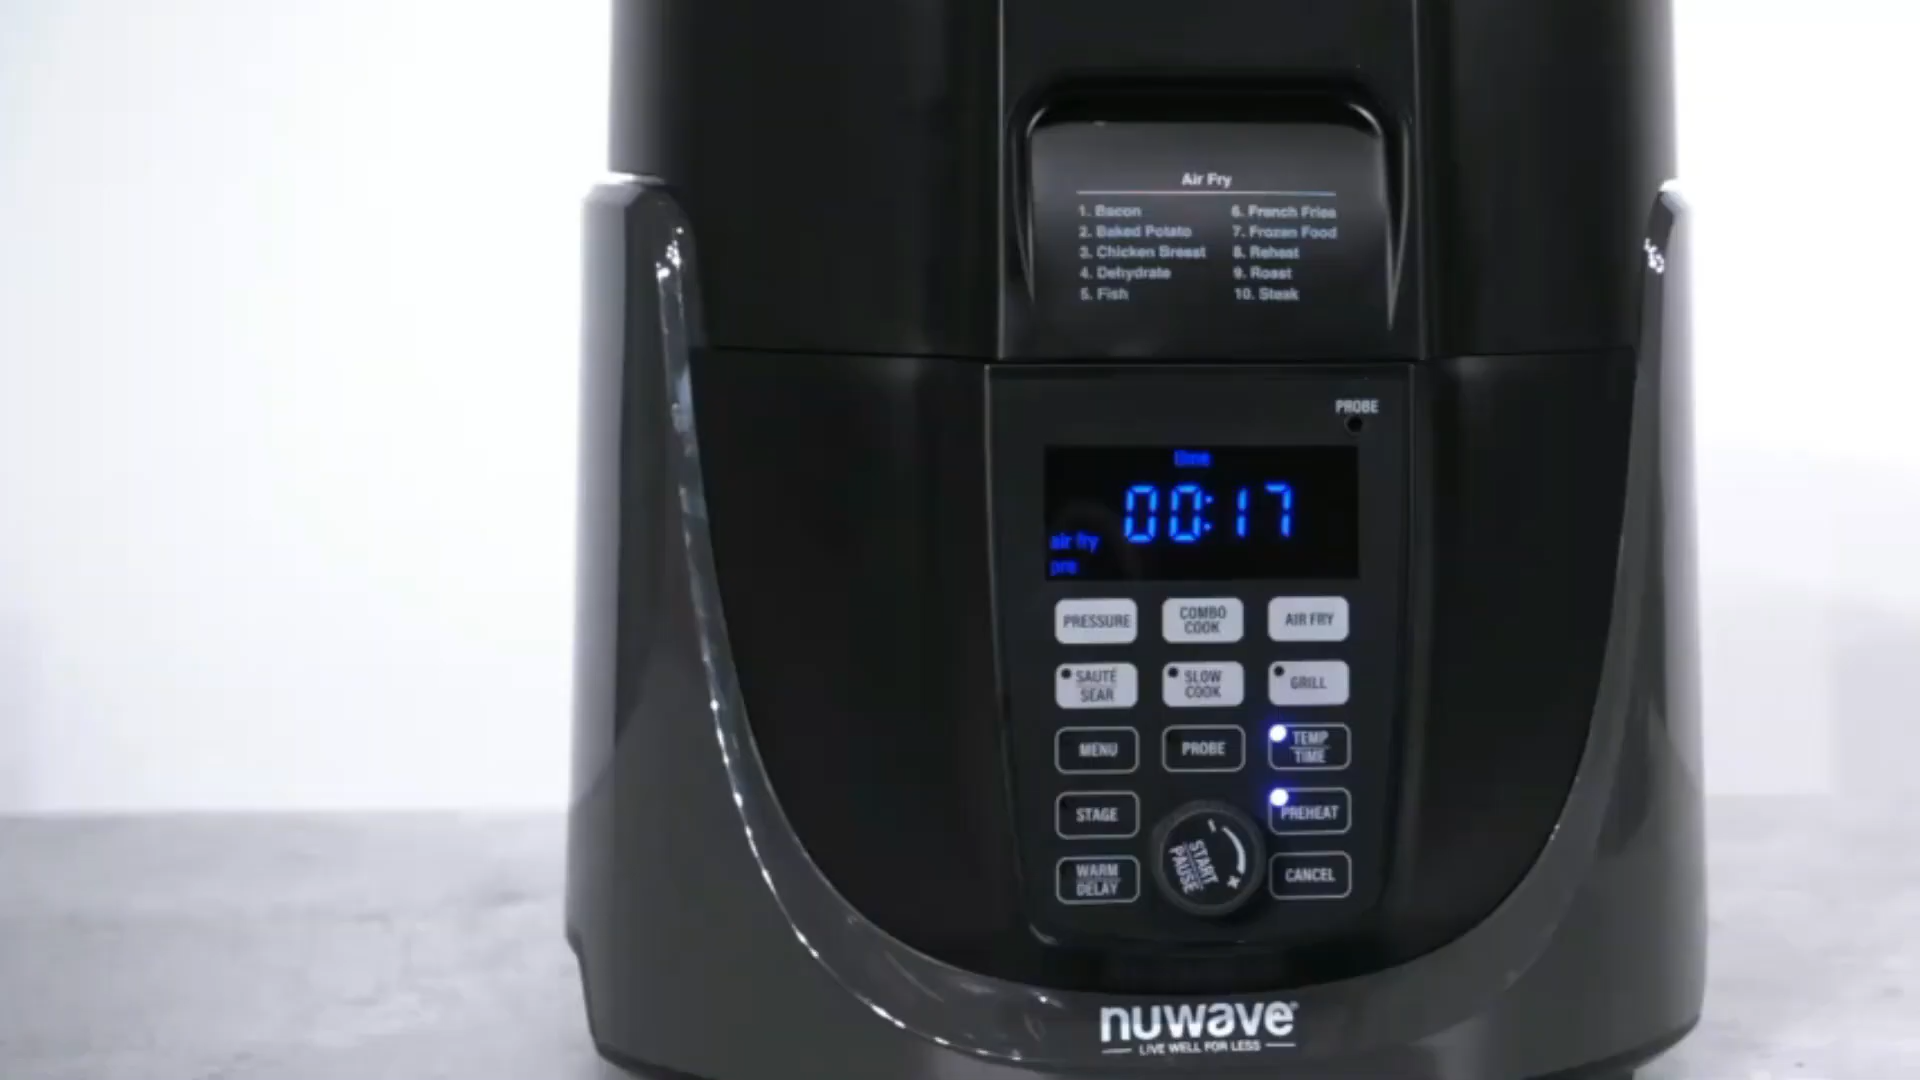 Air Fry
1. Bacon
2. Baked Potato
3. Chicken Breast
4. Dehydrate
5. Fish
6. French Fries
7. Frozen Food
8. Reheat
9. Roast
10. Steak
PROBE
time
00:17
air fry
pre
PRESSURE
COMBO
COOK
AIR FRY
SAUTÉ
SEAR
SLOW
COOK
GRILL
MENU
PROBE
TEMP
TIME
STAGE
START
PAUSE
PREHEAT
WARM
DELAY
CANCEL
nuwave®
LIVE WELL FOR LESS